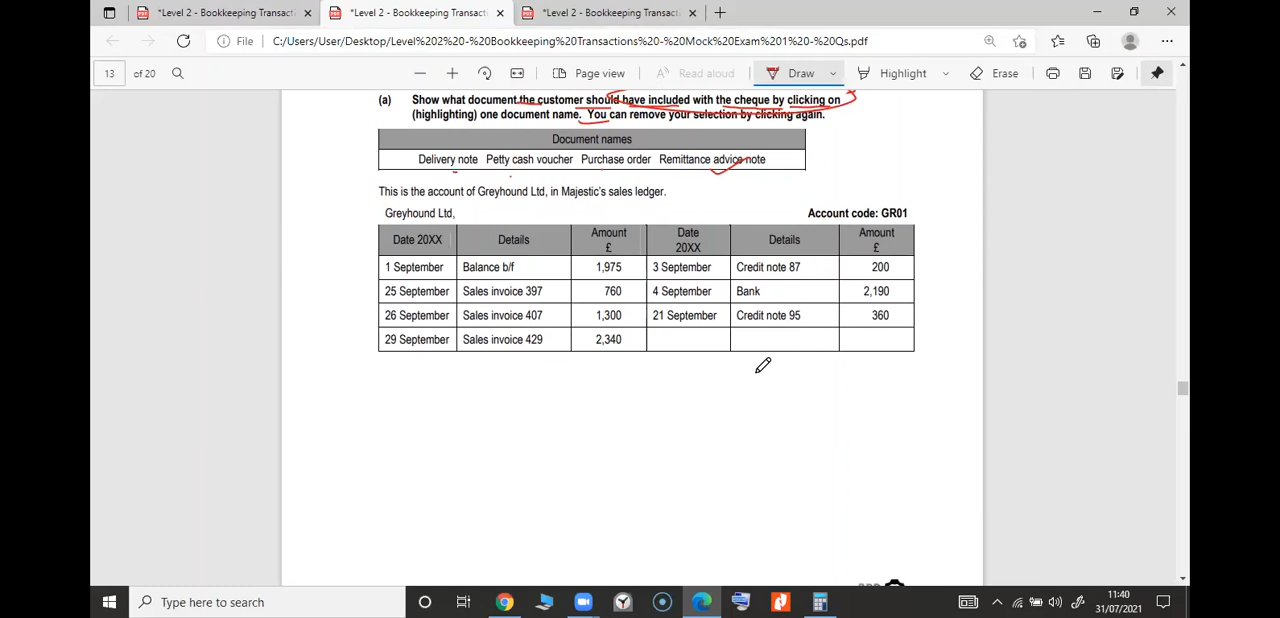 *Level 2 - Bookkeeping Transacti
*Level 2 - Bookkeeping Transacti
*Level 2 - Bookkeeping Transacti
File C:/Users/User/Desktop/Level%202%20-%20Bookkeeping%20Transactions%20-%20Mock%20Exam%201%20-%20Qs.pdf
13 of 20 Page view Read aloud Draw Highlight Erase
(a) Show what document the customer should have included with the cheque by clicking on
(highlighting) one document name. You can remove your selection by clicking again.
Document names
Delivery note Petty cash voucher Purchase order Remittance advice note
This is the account of Greyhound Ltd, in Majestic's sales ledger.
Greyhound Ltd, Account code: GR01
Date 20XX Details Amount £ Date 20XX Details Amount £
1 September Balance b/f 1,975 3 September Credit note 87 200
25 September Sales invoice 397 760 4 September Bank 2,190
26 September Sales invoice 407 1,300 21 September Credit note 95 360
29 September Sales invoice 429 2,340
Type here to search
11:40
31/07/2021